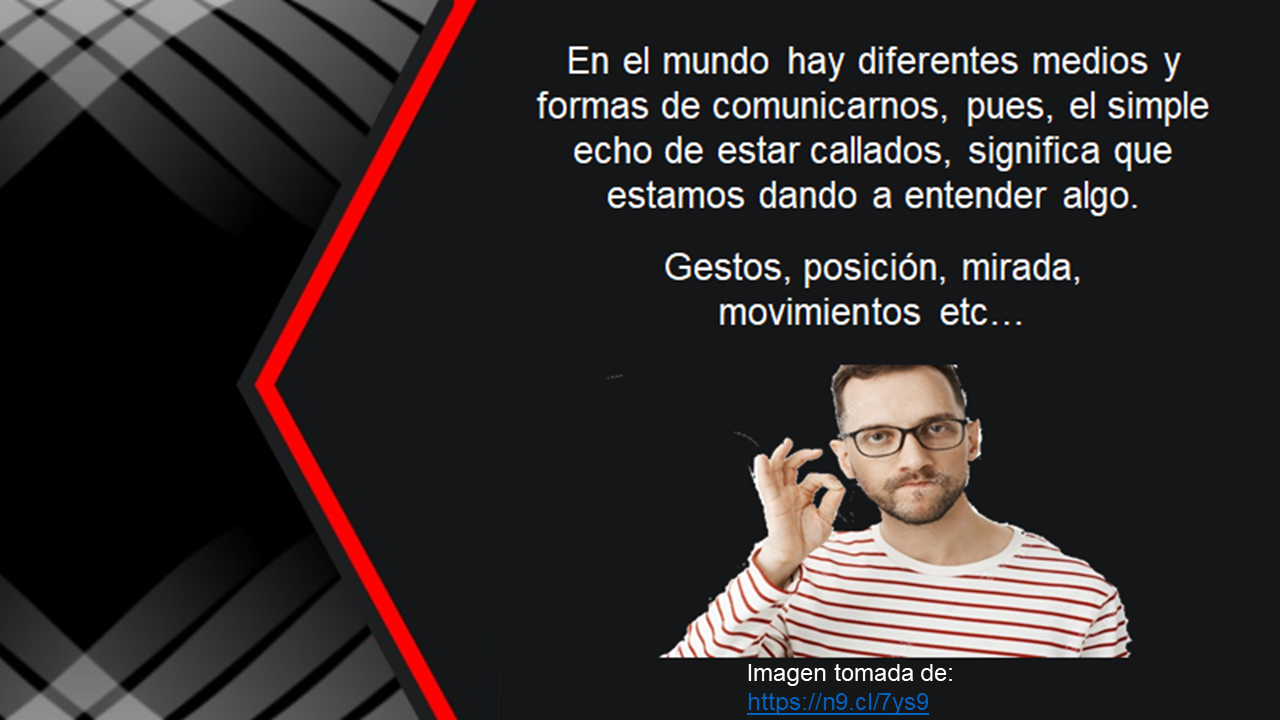 En el mundo hay diferentes medios y
formas de comunicarnos, pues, el simple
echo de estar callados, significa que
estamos dando a entender algo.
Gestos, posición, mirada,
movimientos etc…
Imagen tomada de:
https://n9.cl/7ys9